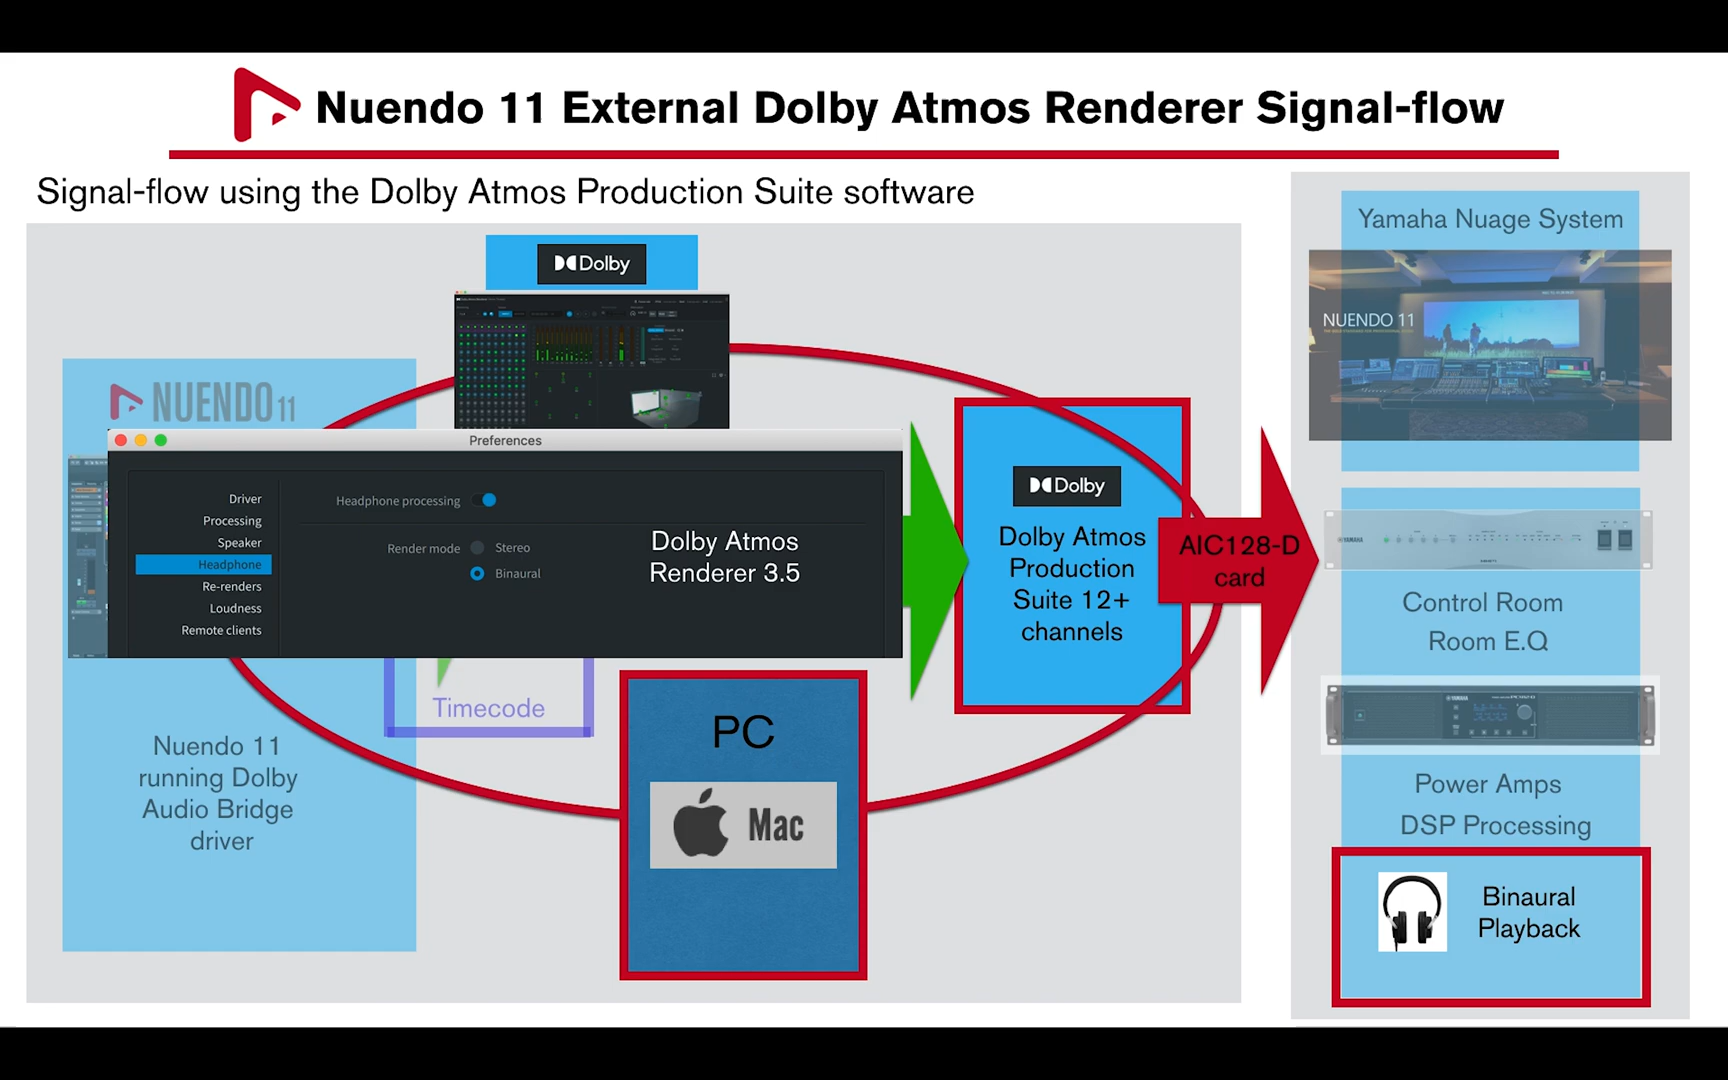 Nuendo 11 External Dolby Atmos Renderer Signal-flow
Signal-flow using the Dolby Atmos Production Suite software
Dolby
NUENDO 11
Preferences
Driver
Processing
Speaker
Headphone
Re-renders
Loudness
Remote clients
Headphone processing
Render mode
Stereo
Binaural
Dolby Atmos
Renderer 3.5
Timecode
Nuendo 11
running Dolby
Audio Bridge
driver
PC
Mac
Dolby
Dolby Atmos
Production
Suite 12+
channels
AIC128-D
card
Yamaha Nuage System
NUENDO 11
YAMAHA
Control Room
Room E.Q
YAMAHA
Power Amps
DSP Processing
Binaural
Playback